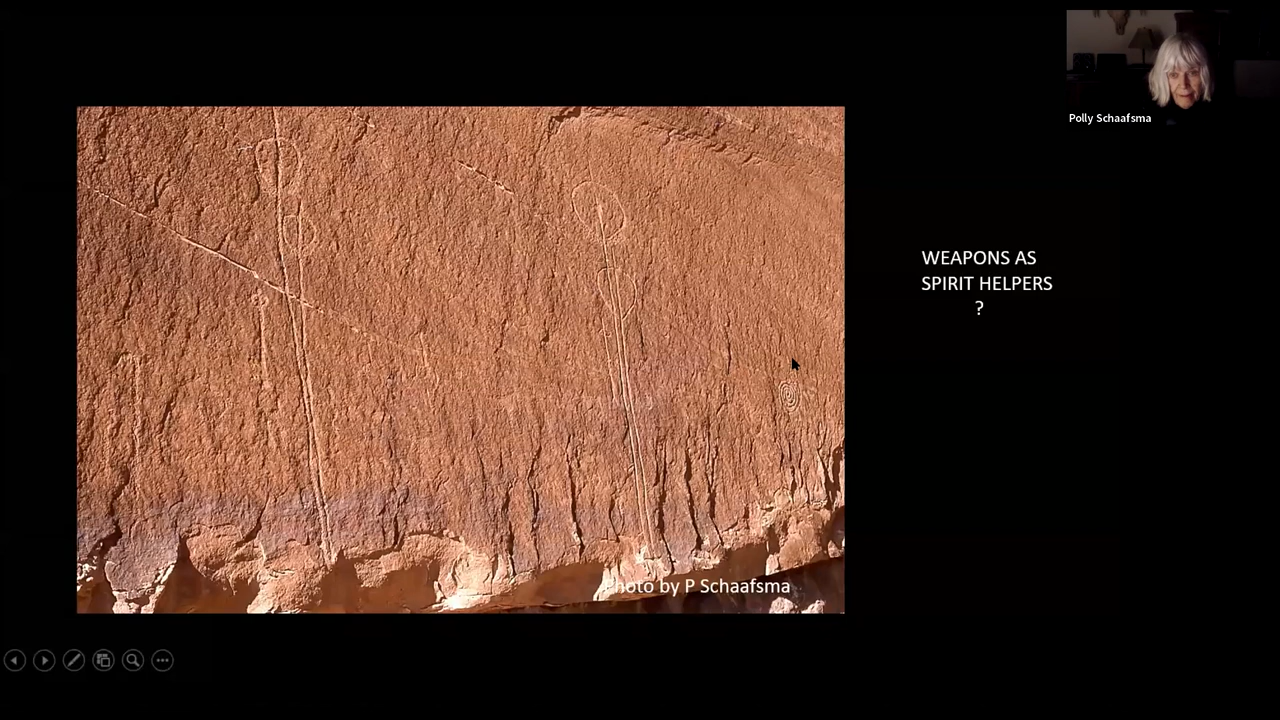 Polly Schaafsma
WEAPONS AS
SPIRIT HELPERS
?
Photo by P Schaafsma